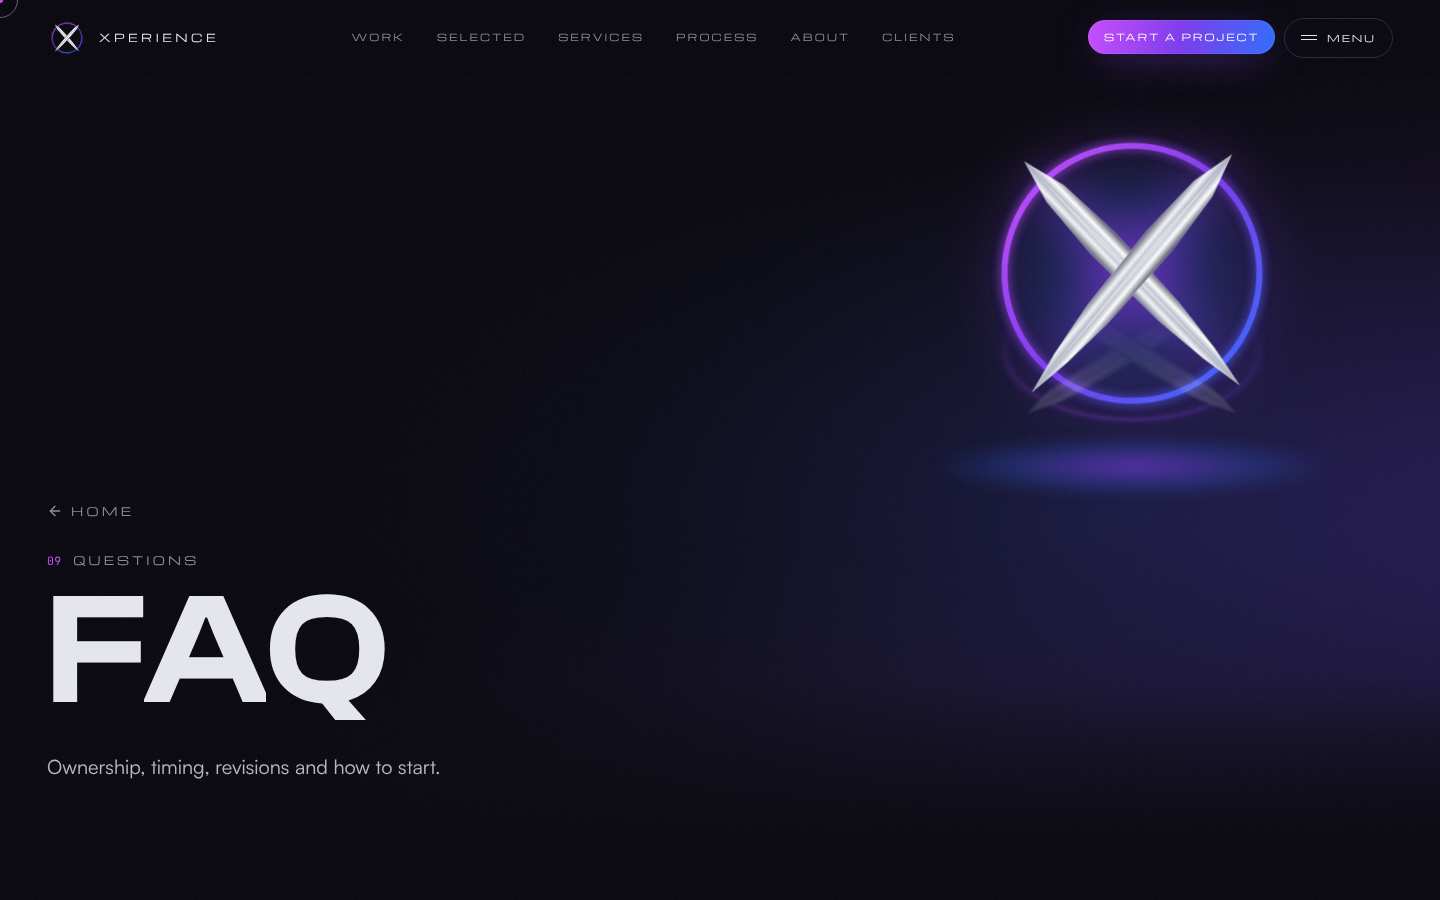 XPERIENCE
WORK SELECTED SERVICES PROCESS ABOUT CLIENTS
START A PROJECT
MENU
← HOME
09 QUESTIONS
FAQ
Ownership, timing, revisions and how to start.